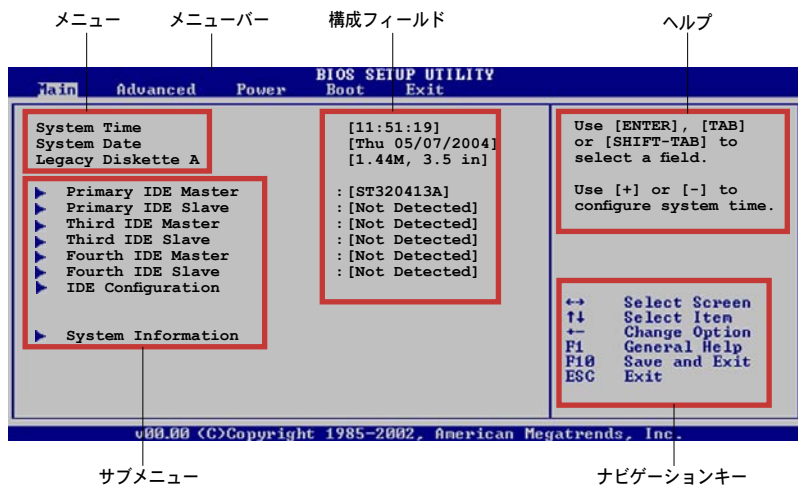 メニュー メニューバー 構成フィールド ヘルプ
BIOS SETUP UTILITY
Main Advanced Power Boot Exit
System Time [11:51:19]
System Date [Thu 05/07/2004]
Legacy Diskette A [1.44M, 3.5 in]
Primary IDE Master :[ST320413A]
Primary IDE Slave :[Not Detected]
Third IDE Master :[Not Detected]
Third IDE Slave :[Not Detected]
Fourth IDE Master :[Not Detected]
Fourth IDE Slave :[Not Detected]
IDE Configuration
System Information
Use [ENTER], [TAB]
or [SHIFT-TAB] to
select a field.
Use [+] or [-] to
configure system time.
↔ Select Screen
↑↓ Select Item
+- Change Option
F1 General Help
F10 Save and Exit
ESC Exit
v00.00 (C)Copyright 1985-2002, American Megatrends, Inc.
サブメニュー ナビゲーションキー